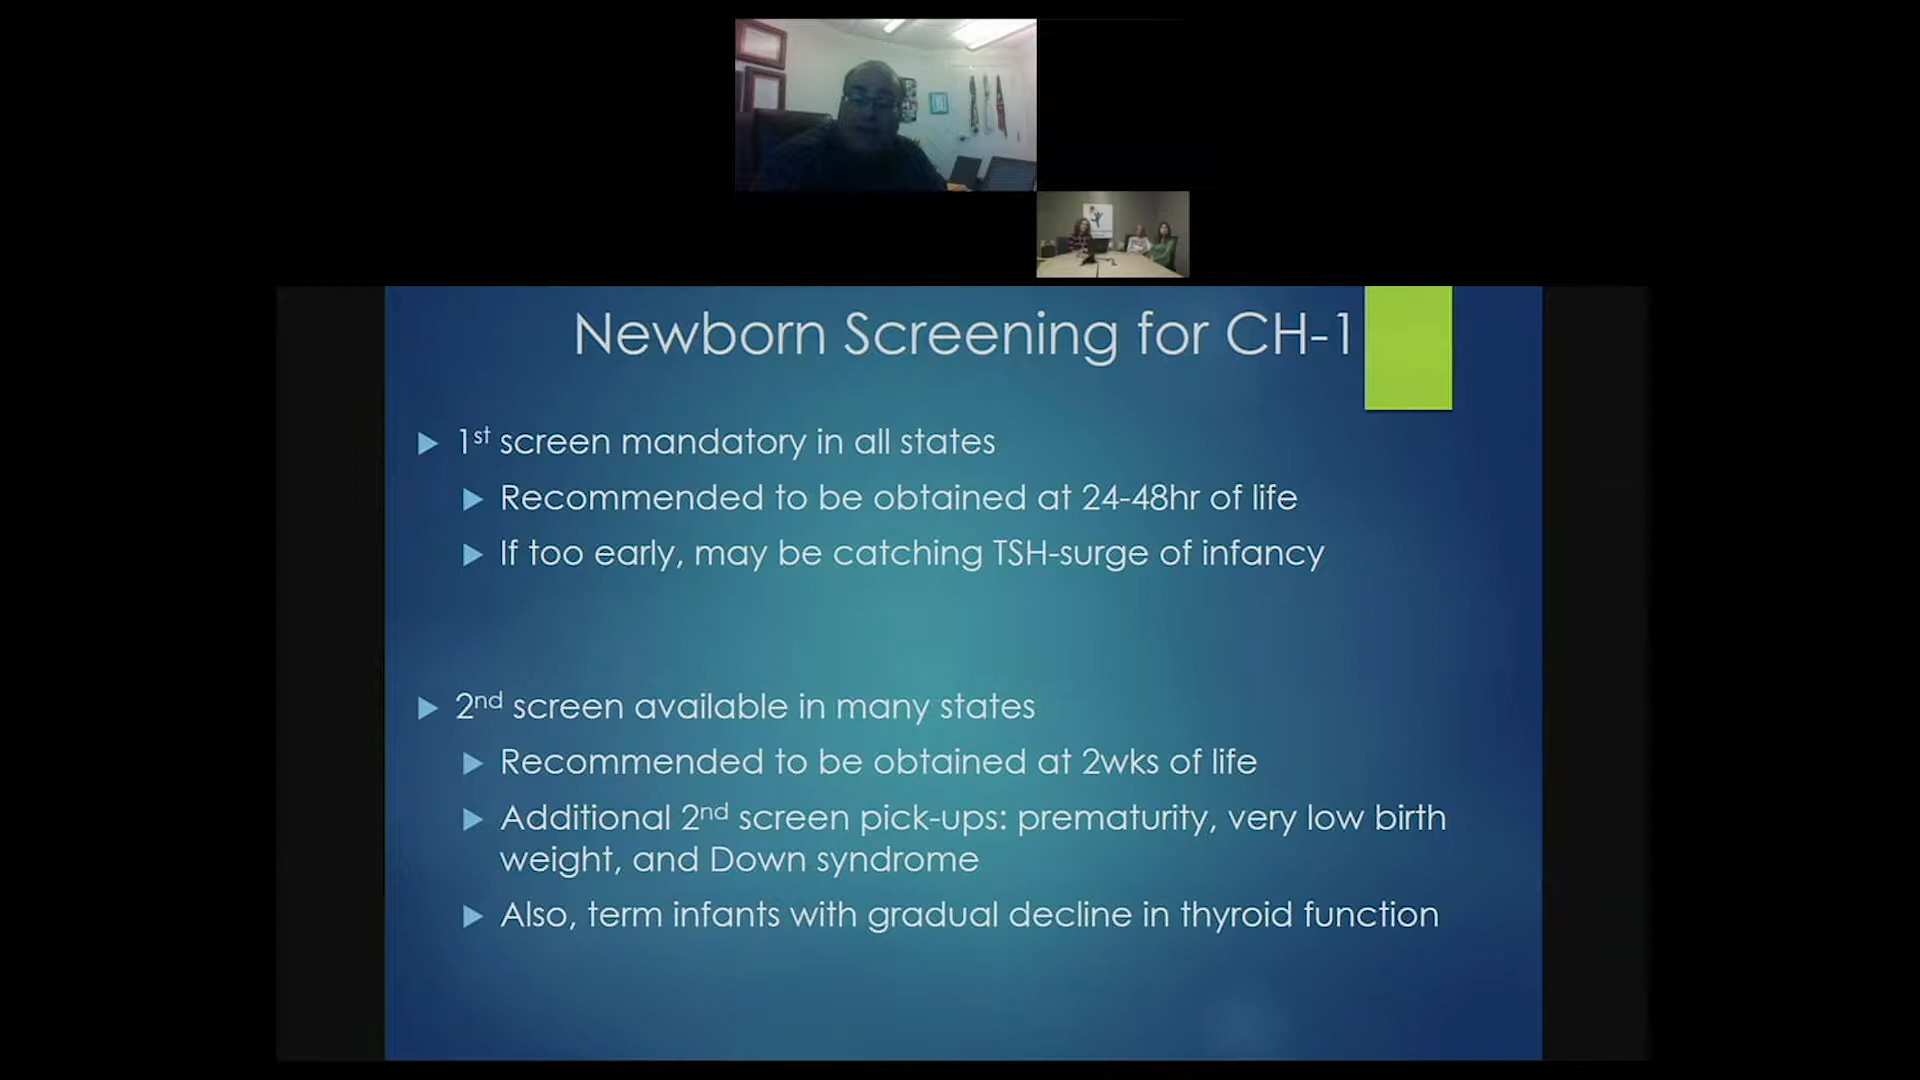 Newborn Screening for CH-1
1st screen mandatory in all states
Recommended to be obtained at 24-48hr of life
If too early, may be catching TSH-surge of infancy
2nd screen available in many states
Recommended to be obtained at 2wks of life
Additional 2nd screen pick-ups: prematurity, very low birth
weight, and Down syndrome
Also, term infants with gradual decline in thyroid function